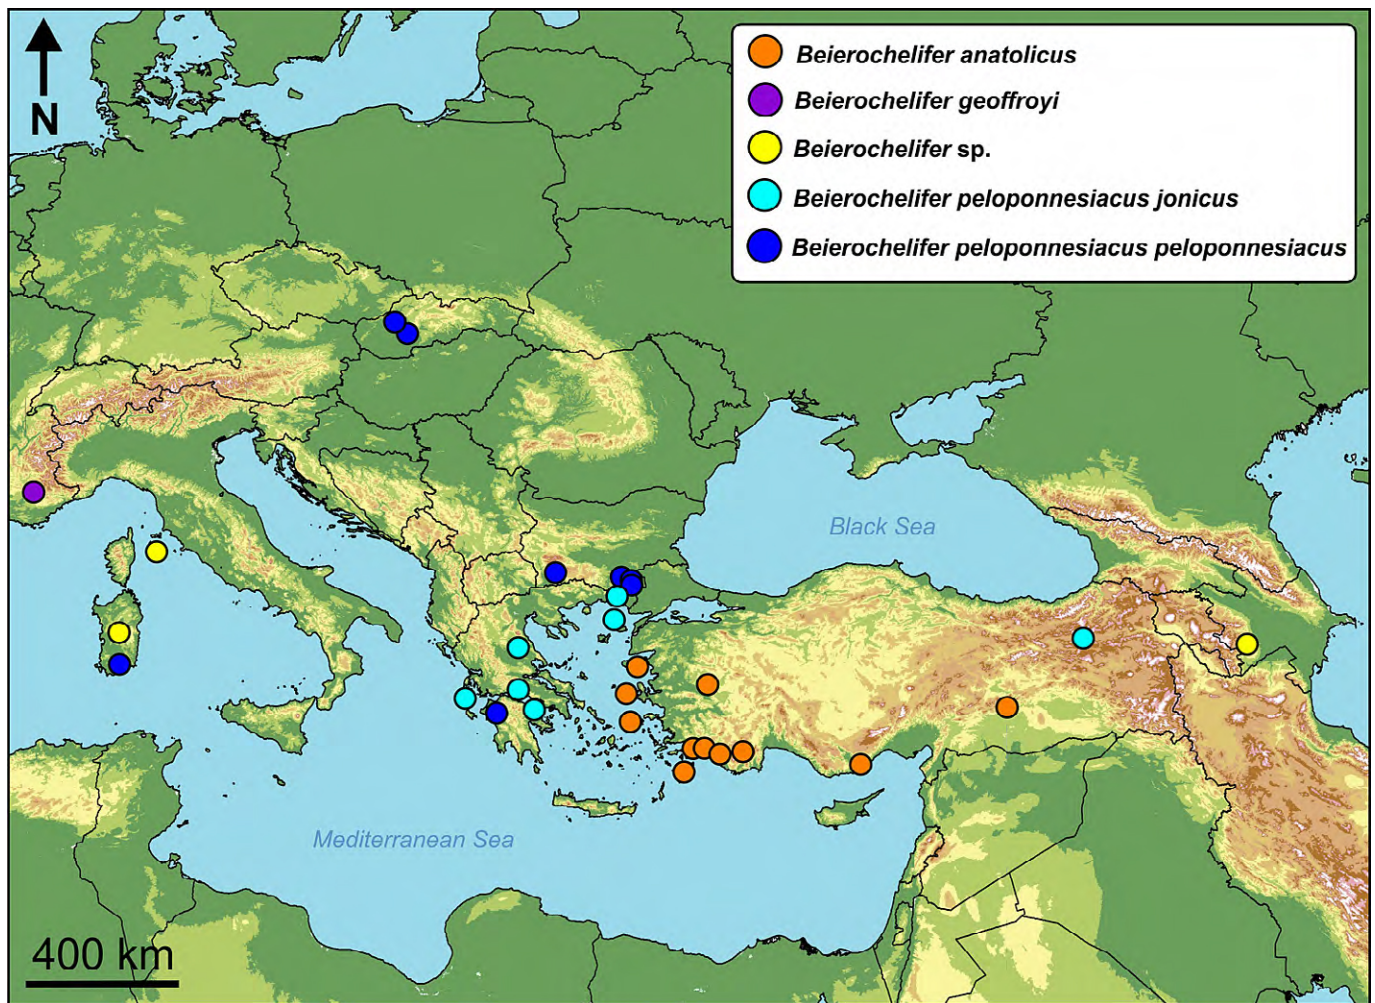 N
Beierochelifer anatolicus
Beierochelifer geoffroyi
Beierochelifer sp.
Beierochelifer peloponnesiacus jonicus
Beierochelifer peloponnesiacus peloponnesiacus
Black Sea
Mediterranean Sea
400 km